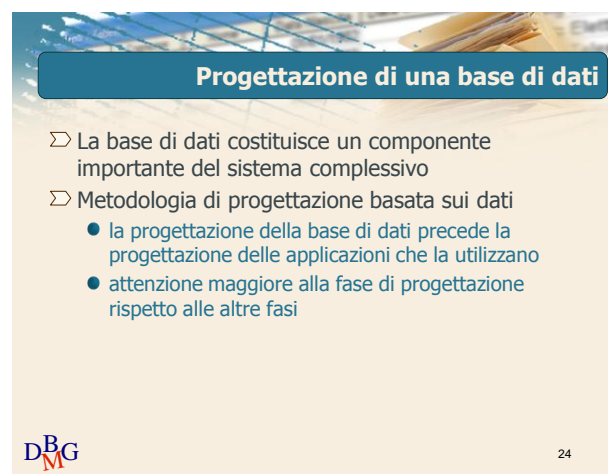 Progettazione di una base di dati
La base di dati costituisce un componente
importante del sistema complessivo
Metodologia di progettazione basata sui dati
la progettazione della base di dati precede la
progettazione delle applicazioni che la utilizzano
attenzione maggiore alla fase di progettazione
rispetto alle altre fasi
DBMG
24